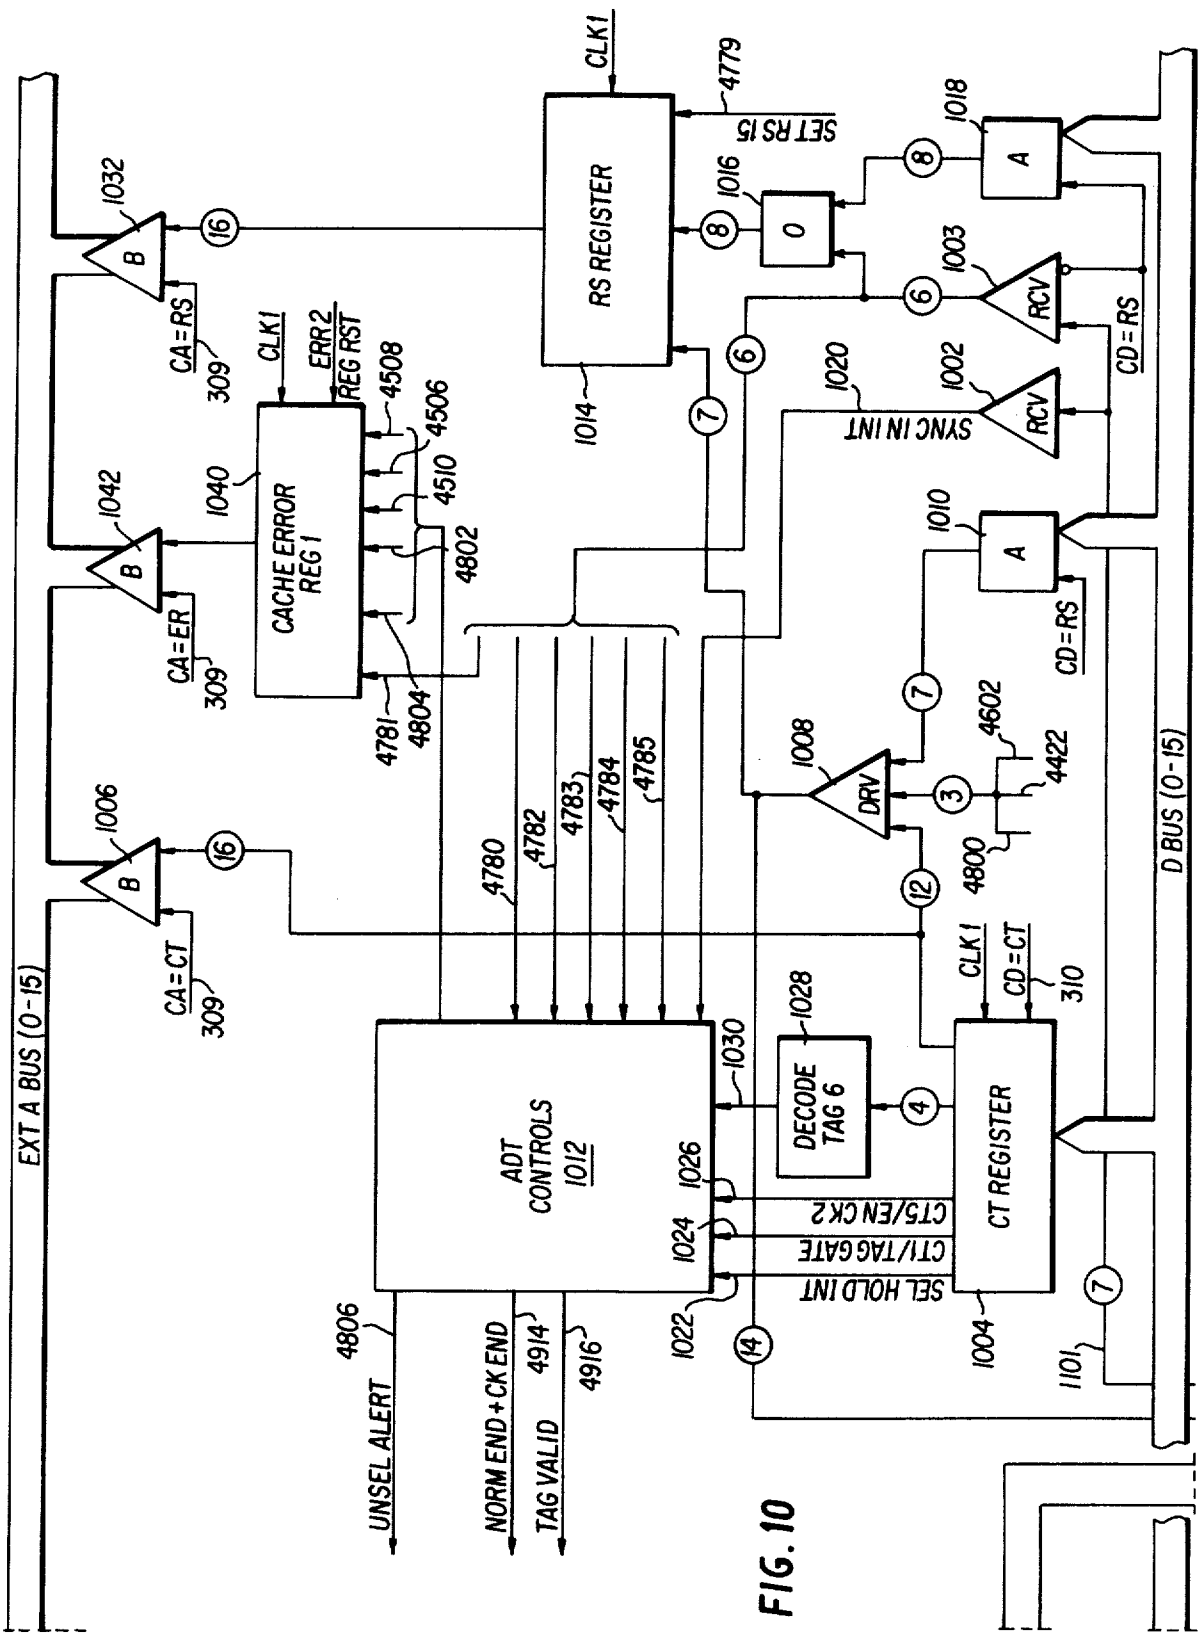 EXT A BUS (0-15)
CA=CT
309
B
1006
16
CA=ER
309
B
1042
CA=RS
309
B
1032
16
CACHE ERROR
REG 1
1040
CLK1
ERR2
REG RST
4781
4804
4802
4510
4506
4508
UNSEL ALERT
4806
NORM END+CK END
4914
TAG VALID
4916
ADT
CONTROLS
1012
4780
4782
4783
4784
4785
RS REGISTER
1014
CLK1
SET RS 15
4779
7
6
8
O
1016
1022
1024
1026
1030
SEL HOLD INT
CT1/TAG GATE
CT5/EN CK 2
DECODE
TAG 6
1028
4
14
12
DRV
1008
3
4800
4422
4602
7
SYNC IN INT
1020
6
8
CT REGISTER
1004
CLK1
CD=CT
310
A
1010
CD=RS
RCV
1002
RCV
1003
CD=RS
A
1018
1101
7
D BUS (0-15)
FIG. 10